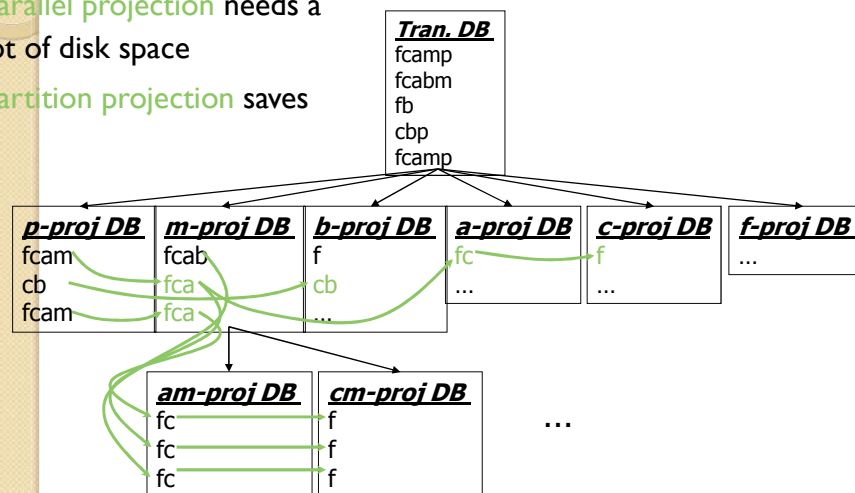 arallel projection needs a
ot of disk space
artition projection saves
Tran. DB
fcamp
fcabm
fb
cbp
fcamp
p-proj DB
fcam
cb
fcam
m-proj DB
fcab
fca
fca
b-proj DB
f
cb
...
a-proj DB
fc
...
c-proj DB
f
...
f-proj DB
...
am-proj DB
fc
fc
fc
cm-proj DB
f
f
f
...